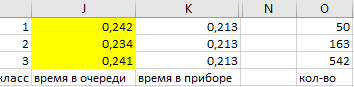 J K N O
1 0,242 0,213 50
2 0,234 0,213 163
3 0,241 0,213 542
класс время в очереди время в приборе кол-во